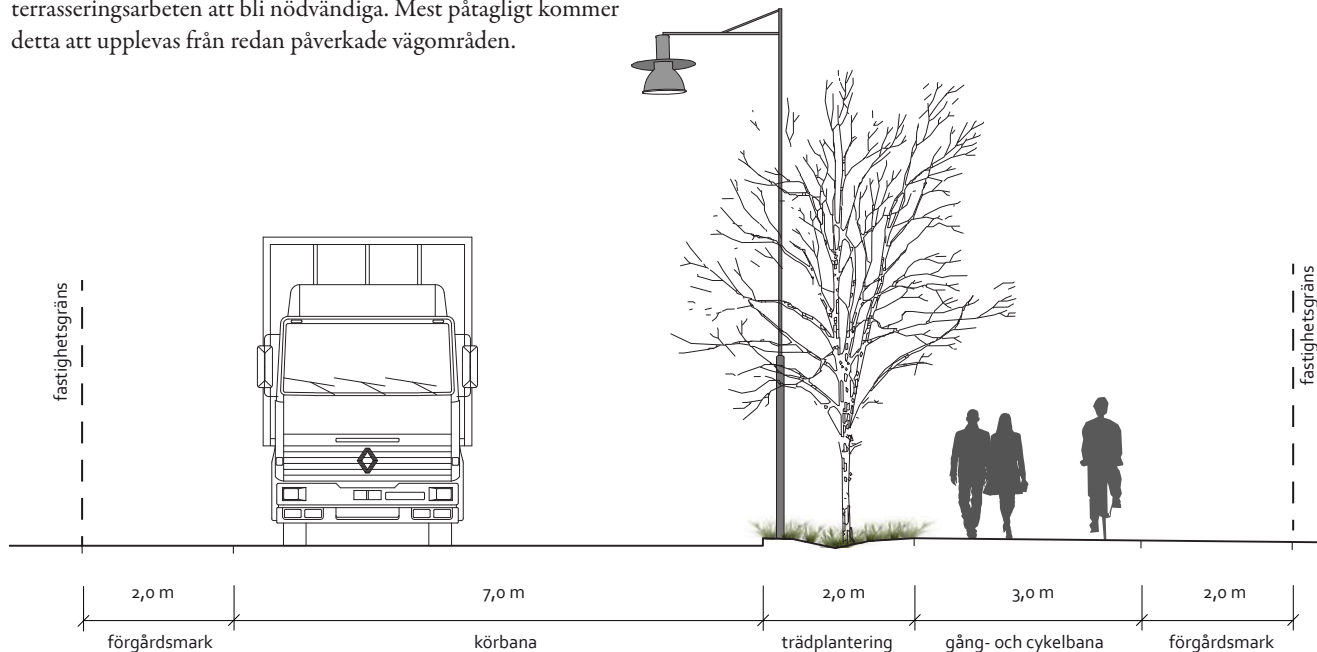 terrasseringsarbeten att bli nödvändiga. Mest påtagligt kommer
detta att upplevas från redan påverkade vägområden.
fastighetsgräns
fastighetsgräns
2,0 m
7,0 m
2,0 m
3,0 m
2,0 m
förgårdsmark
körbana
trädplantering
gång- och cykelbana
förgårdsmark